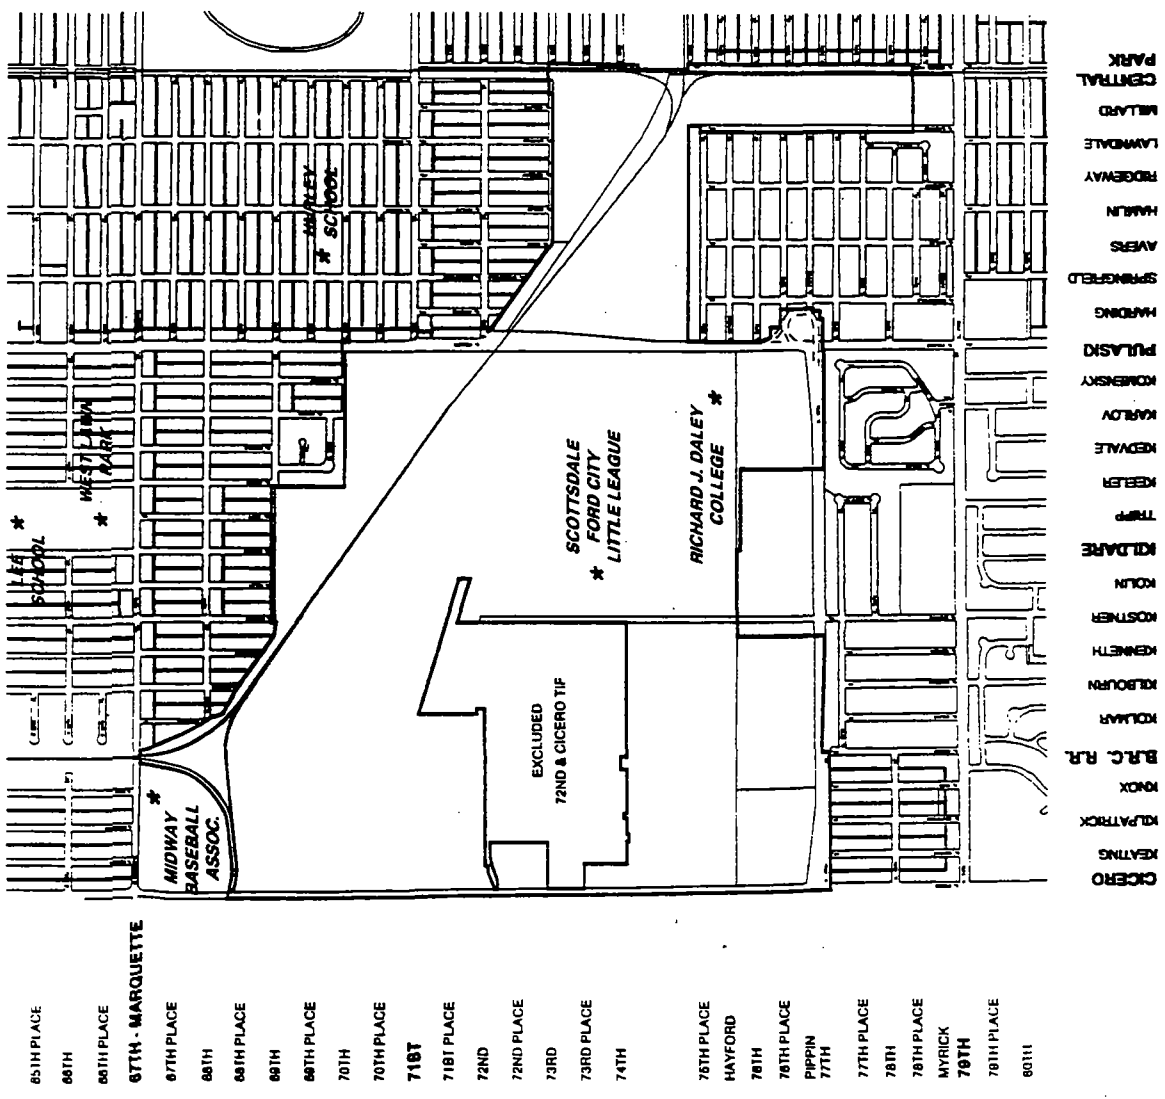 PARK
CENTRAL
MILLARD
LAWNDALE
RIDGEWAY
HAMLIN
AVERS
SPRINGFIELD
HARDING
PULASKI
KOMENSKY
KARLOV
KEDVALE
KEELER
TRIPP
KILDARE
KOLIN
KOSTNER
KENNETH
KILBOURN
KOLMAR
B.R.C. R.R.
KNOX
KILPATRICK
KEATING
CICERO
HURLEY
SCHOOL
WEST LAWN
PARK
LEE
SCHOOL
SCOTTSDALE
FORD CITY
LITTLE LEAGUE
RICHARD J. DALEY
COLLEGE
EXCLUDED
72ND & CICERO TIF
MIDWAY
BASEBALL
ASSOC.
65TH PLACE
66TH
66TH PLACE
67TH - MARQUETTE
67TH PLACE
68TH
68TH PLACE
69TH
69TH PLACE
70TH
70TH PLACE
71ST
71ST PLACE
72ND
72ND PLACE
73RD
73RD PLACE
74TH
75TH PLACE
HAYFORD
76TH
76TH PLACE
PIPPIN
77TH
77TH PLACE
78TH
78TH PLACE
MYRICK
79TH
79TH PLACE
80TH